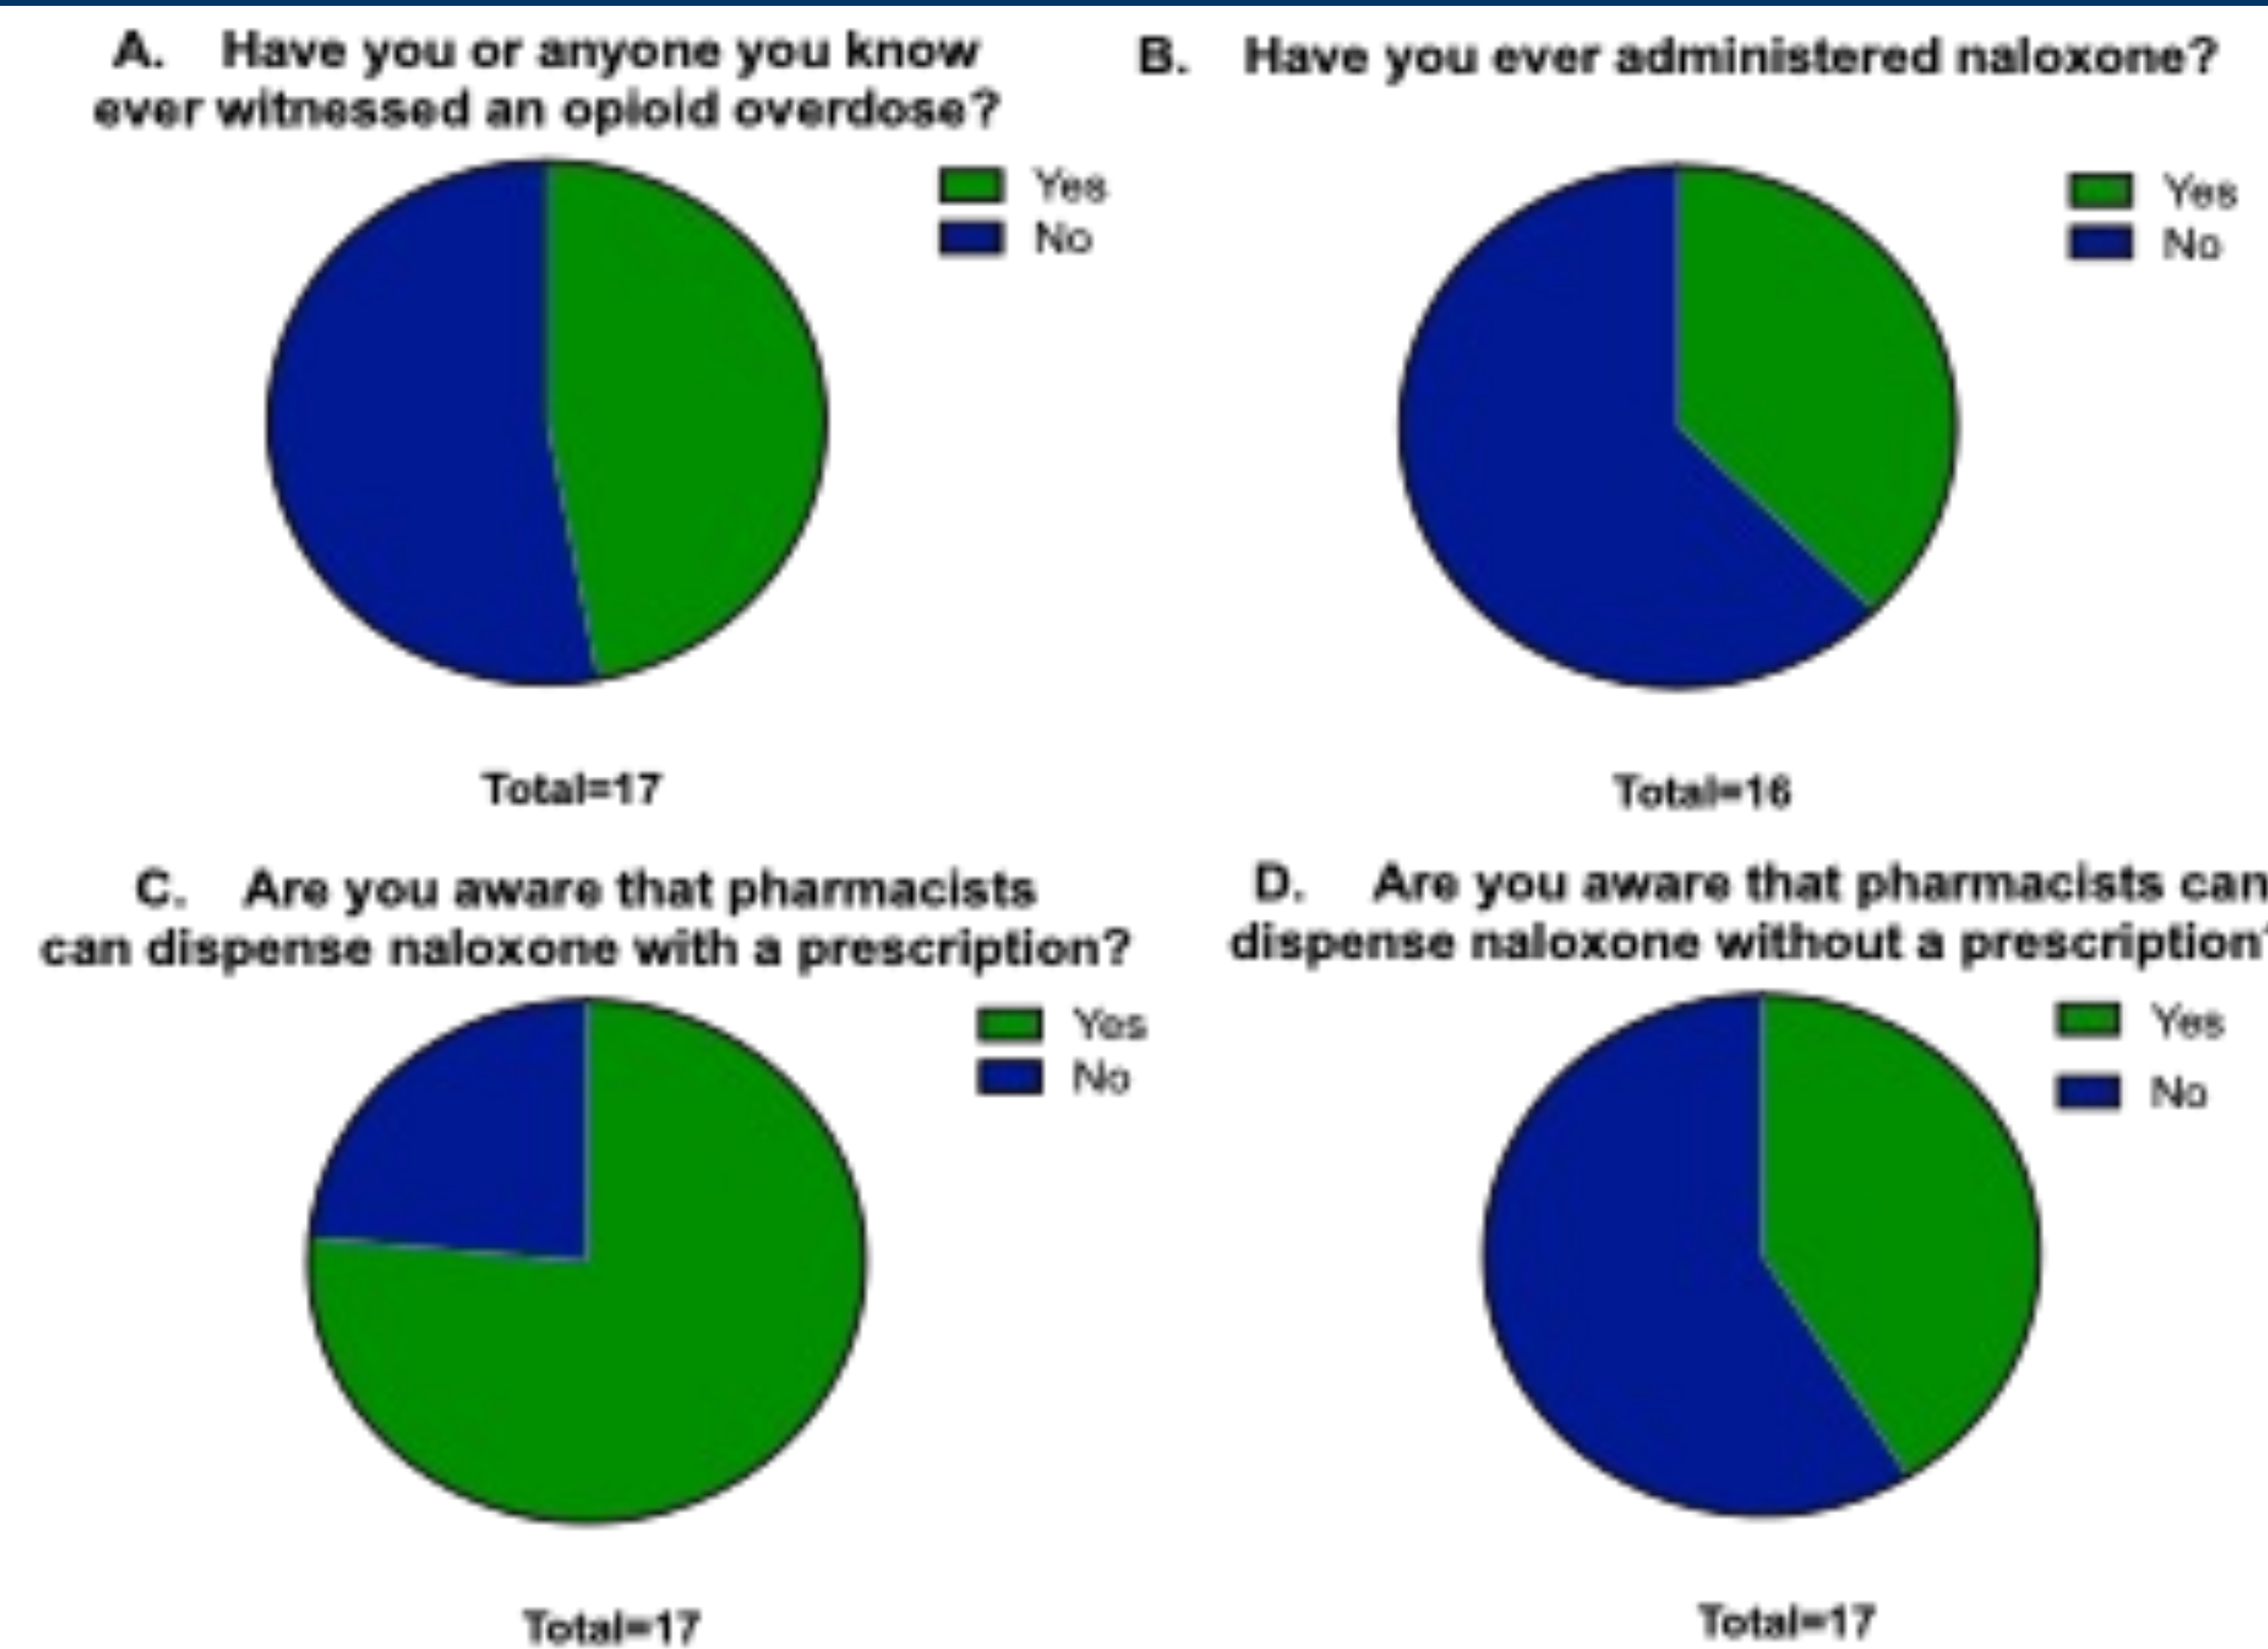 A. Have you or anyone you know
ever witnessed an opioid overdose?
Yes
No
Total=17
B. Have you ever administered naloxone?
Yes
No
Total=16
C. Are you aware that pharmacists
can dispense naloxone with a prescription?
Yes
No
Total=17
D. Are you aware that pharmacists can
dispense naloxone without a prescription?
Yes
No
Total=17